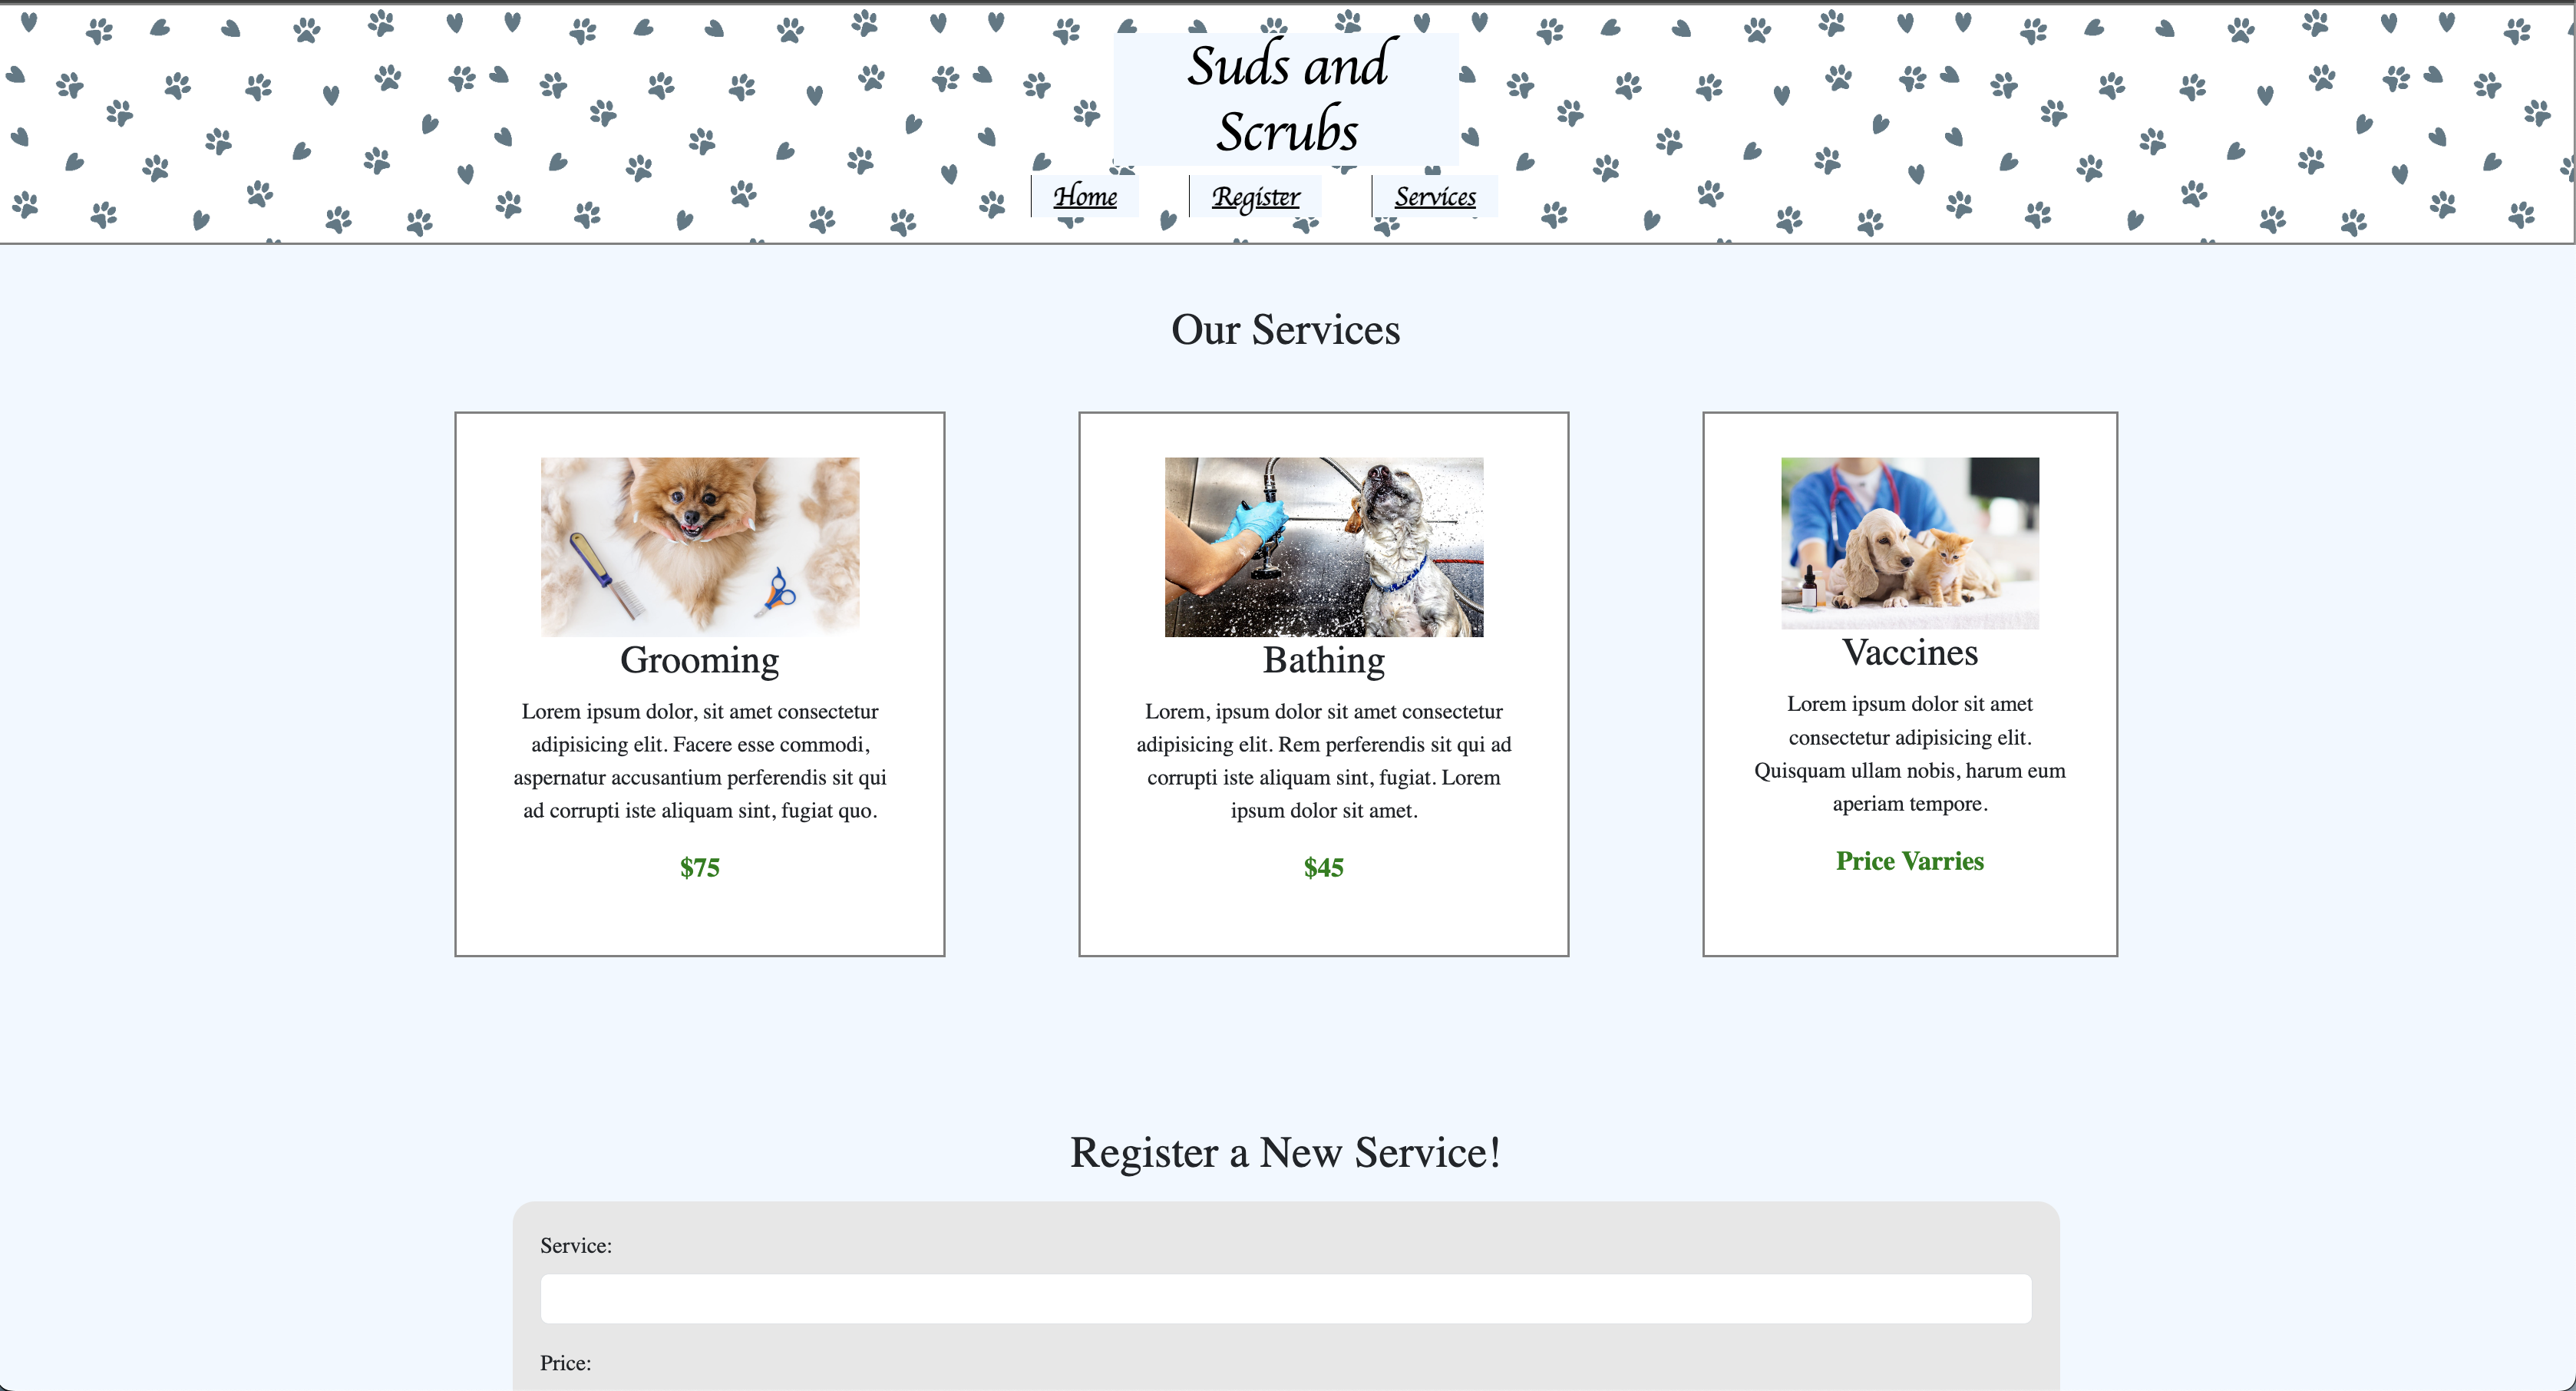 Suds and
Scrubs
Home Register Services
Our Services
Grooming
Lorem ipsum dolor, sit amet consectetur
adipisicing elit. Facere esse commodi,
aspernatur accusantium perferendis sit qui
ad corrupti iste aliquam sint, fugiat quo.
$75
Bathing
Lorem, ipsum dolor sit amet consectetur
adipisicing elit. Rem perferendis sit qui ad
corrupti iste aliquam sint, fugiat. Lorem
ipsum dolor sit amet.
$45
Vaccines
Lorem ipsum dolor sit amet
consectetur adipisicing elit.
Quisquam ullam nobis, harum eum
aperiam tempore.
Price Varries
Register a New Service!
Service:
Price: